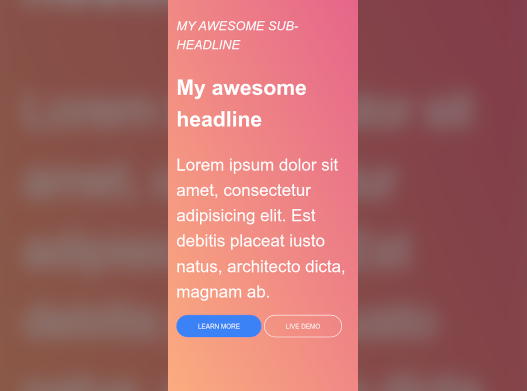 MY AWESOME SUB-
HEADLINE
My awesome
headline
Lorem ipsum dolor sit
amet, consectetur
adipisicing elit. Est
debitis placeat iusto
natus, architecto dicta,
magnam ab.
LEARN MORE
LIVE DEMO